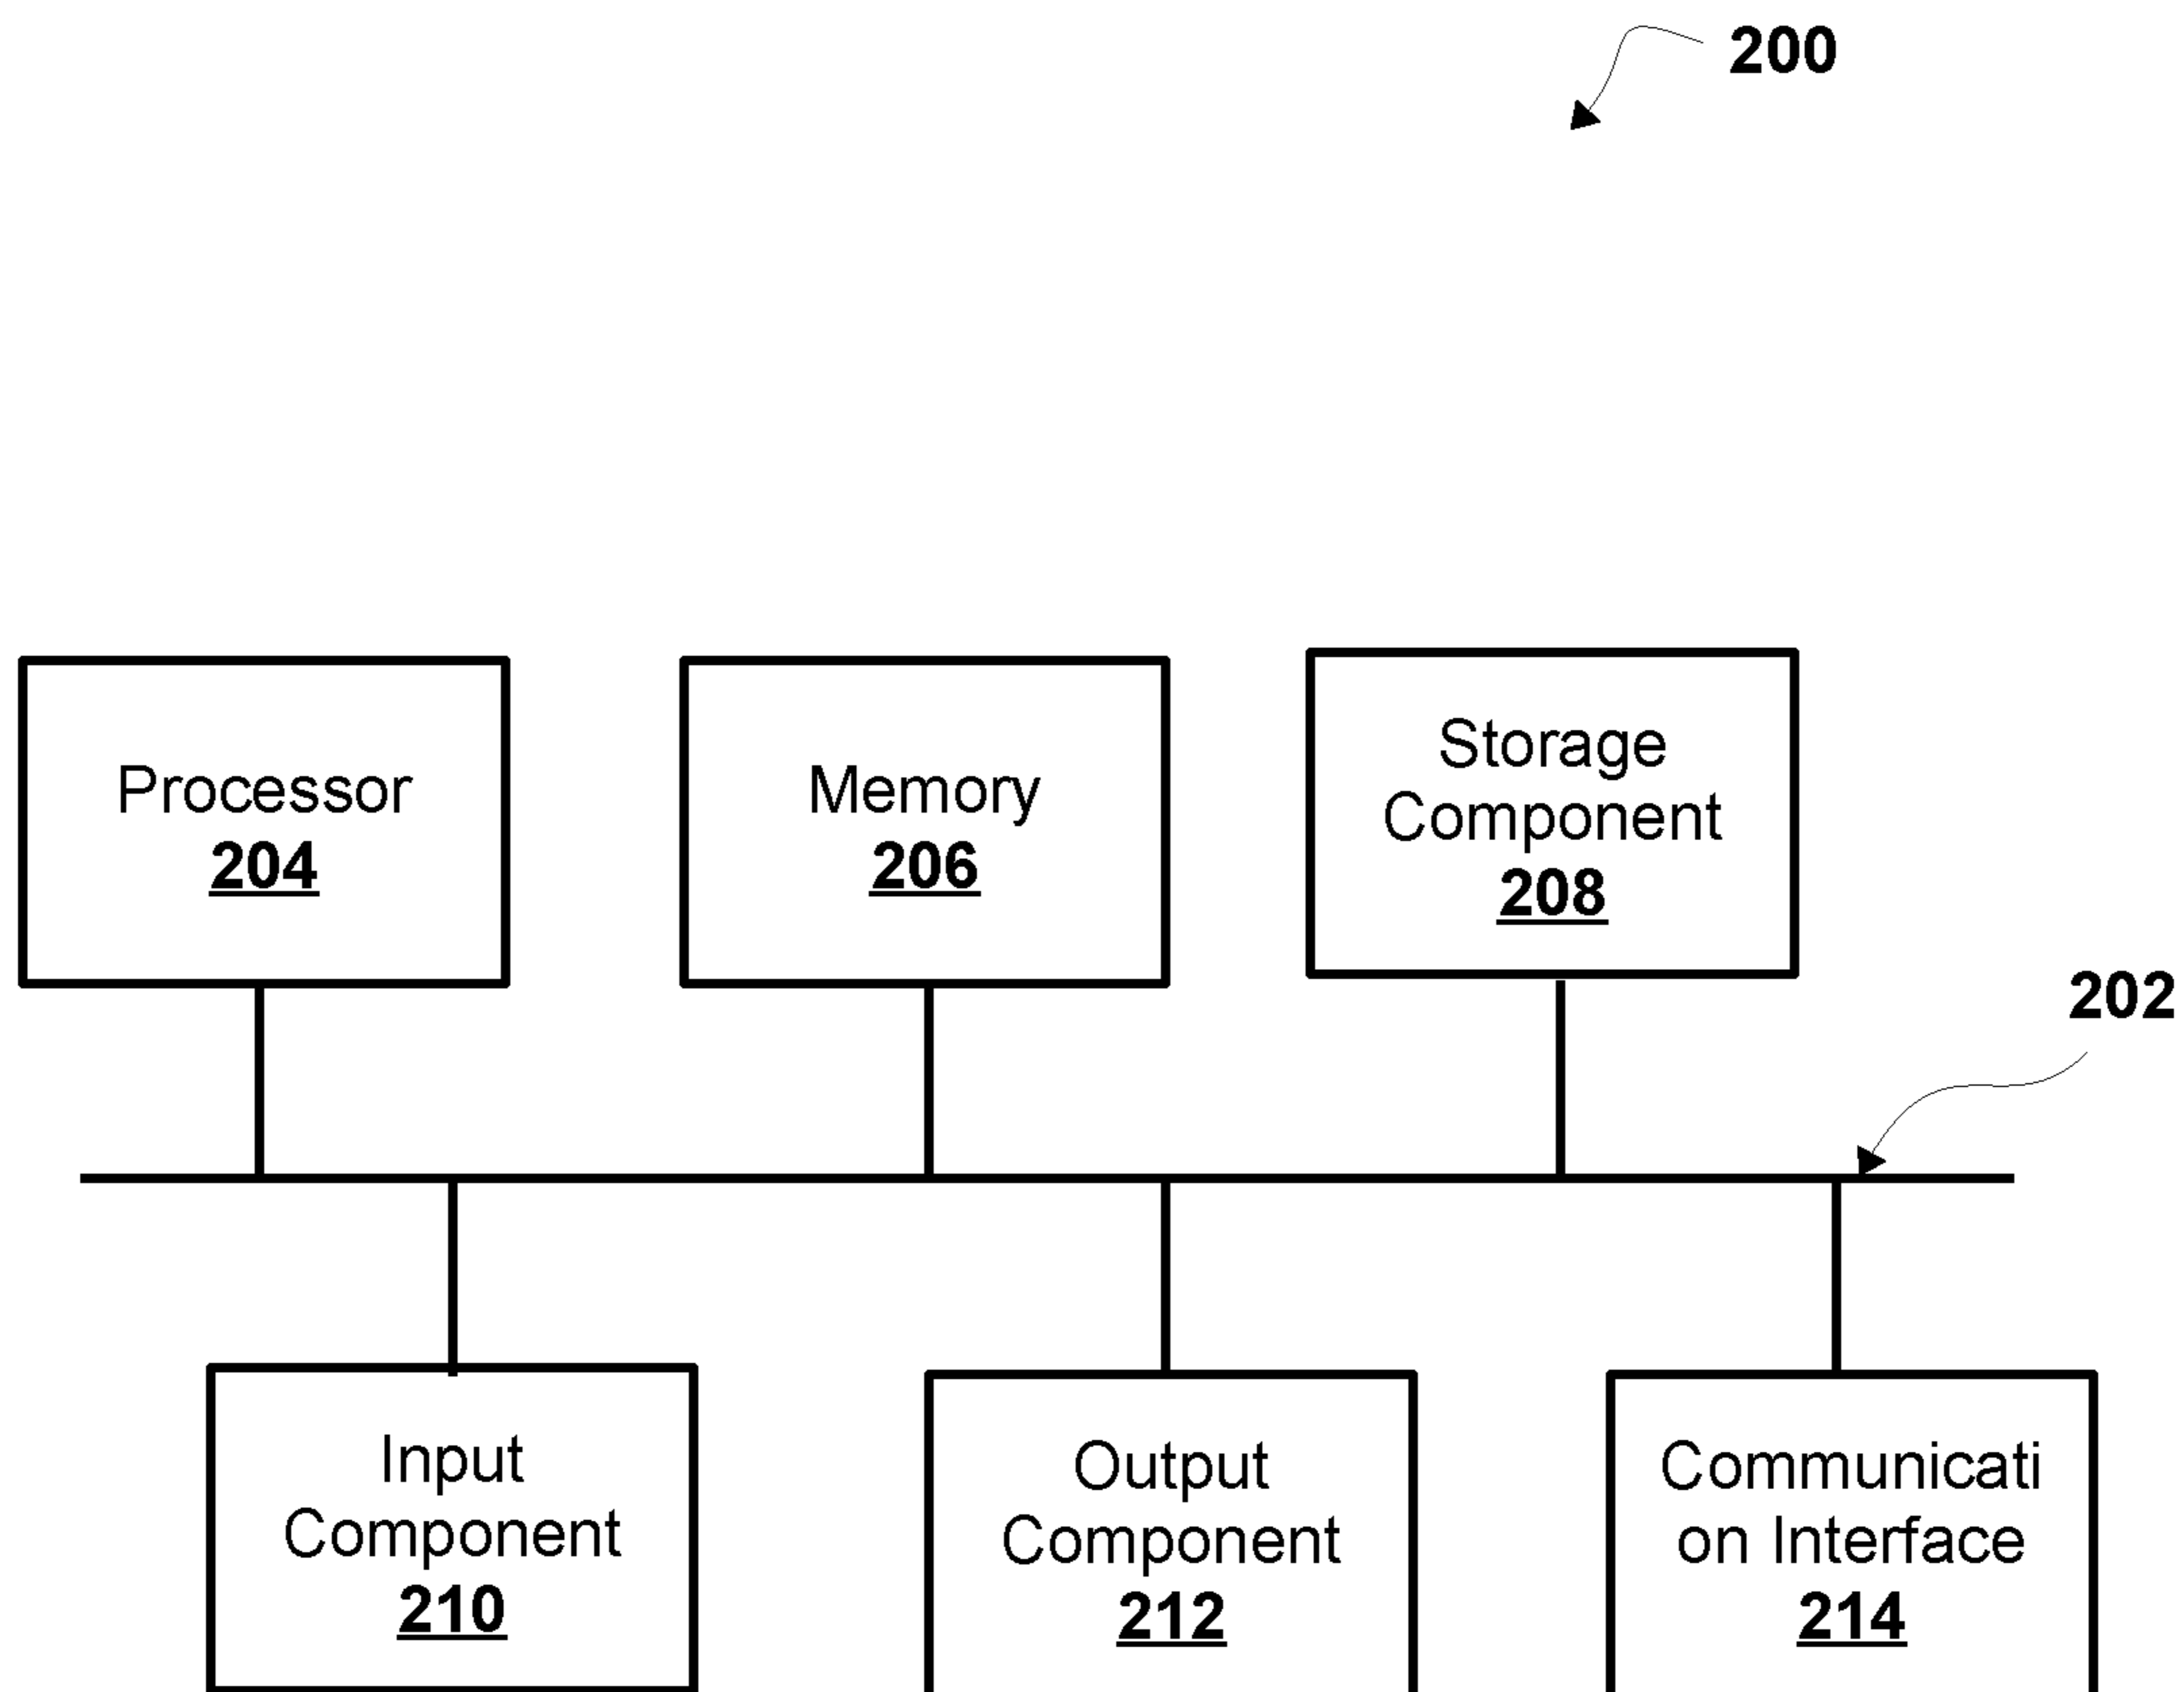 200
Processor
204
Memory
206
Storage
Component
208
202
Input
Component
210
Output
Component
212
Communicati
on Interface
214